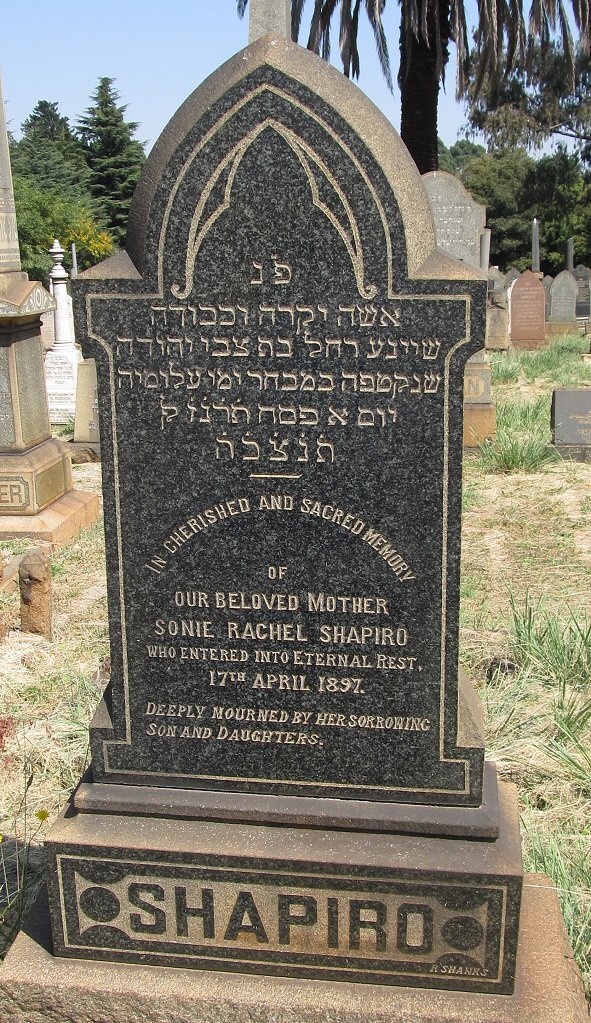 פ נ
אשה יקרה וכבודה
שיינע רחל בת צבי יהודה
שנקטפה במבחר ימי עלומיה
יום א פסח תרנז ק
תנצבה
IN CHERISHED AND SACRED MEMORY
OF
OUR BELOVED MOTHER
SONIE RACHEL SHAPIRO
WHO ENTERED INTO ETERNAL REST,
17TH APRIL 1897.
DEEPLY MOURNED BY HER SORROWING
SON AND DAUGHTERS.
SHAPIRO
R SHANKS